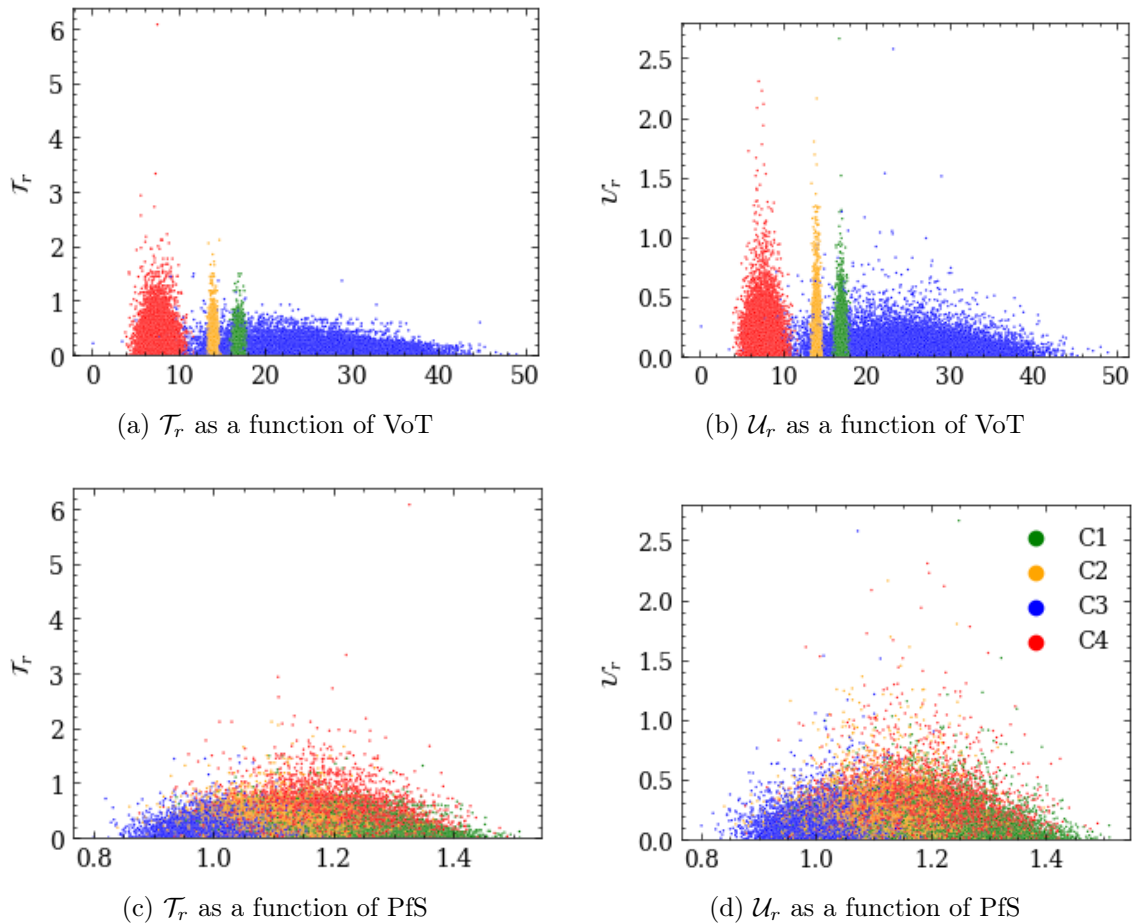 6
5
4
3
2
1
0
𝒯r
0 10 20 30 40 50
(a) 𝒯r as a function of VoT
2.5
2.0
1.5
1.0
0.5
0.0
𝒰r
0 10 20 30 40 50
(b) 𝒰r as a function of VoT
6
5
4
3
2
1
0
𝒯r
0.8 1.0 1.2 1.4
(c) 𝒯r as a function of PfS
2.5
2.0
1.5
1.0
0.5
0.0
𝒰r
C1
C2
C3
C4
0.8 1.0 1.2 1.4
(d) 𝒰r as a function of PfS